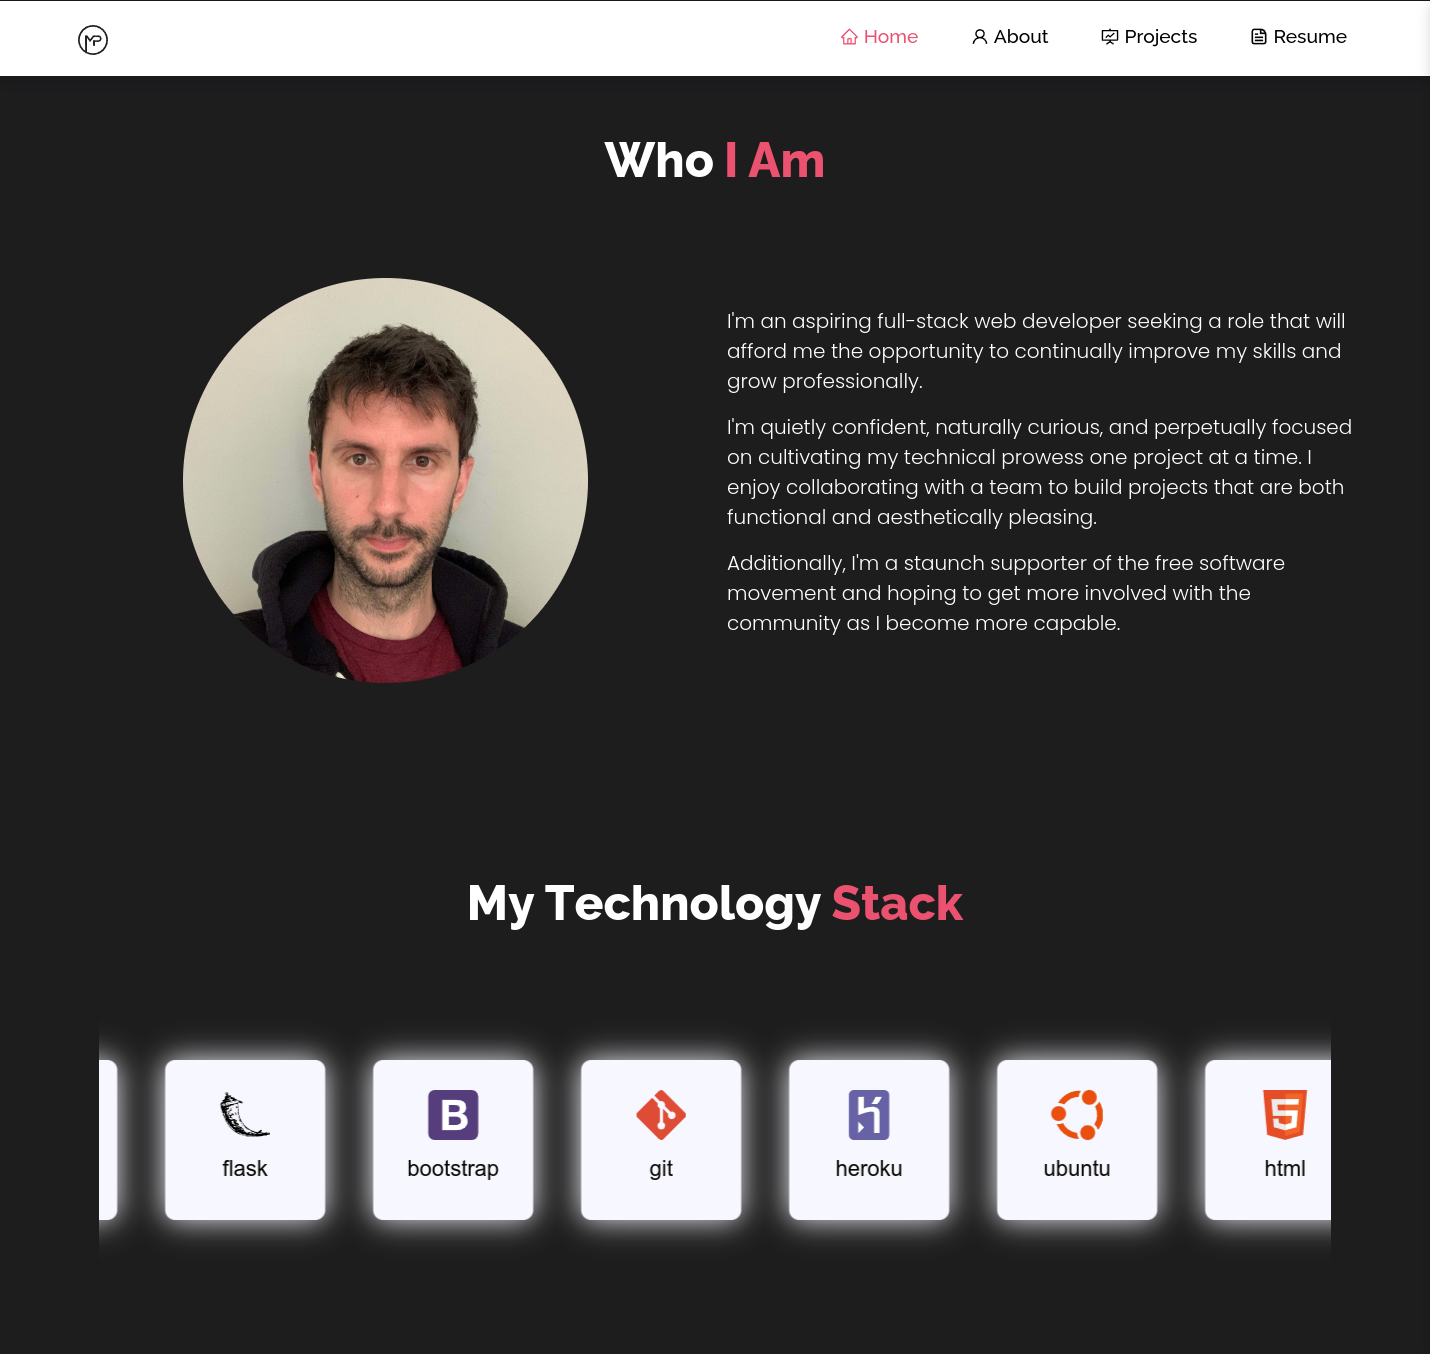 MP
Home About Projects Resume
Who I Am
I'm an aspiring full-stack web developer seeking a role that will
afford me the opportunity to continually improve my skills and
grow professionally.
I'm quietly confident, naturally curious, and perpetually focused
on cultivating my technical prowess one project at a time. I
enjoy collaborating with a team to build projects that are both
functional and aesthetically pleasing.
Additionally, I'm a staunch supporter of the free software
movement and hoping to get more involved with the
community as I become more capable.
My Technology Stack
B
5
flask bootstrap git heroku ubuntu html